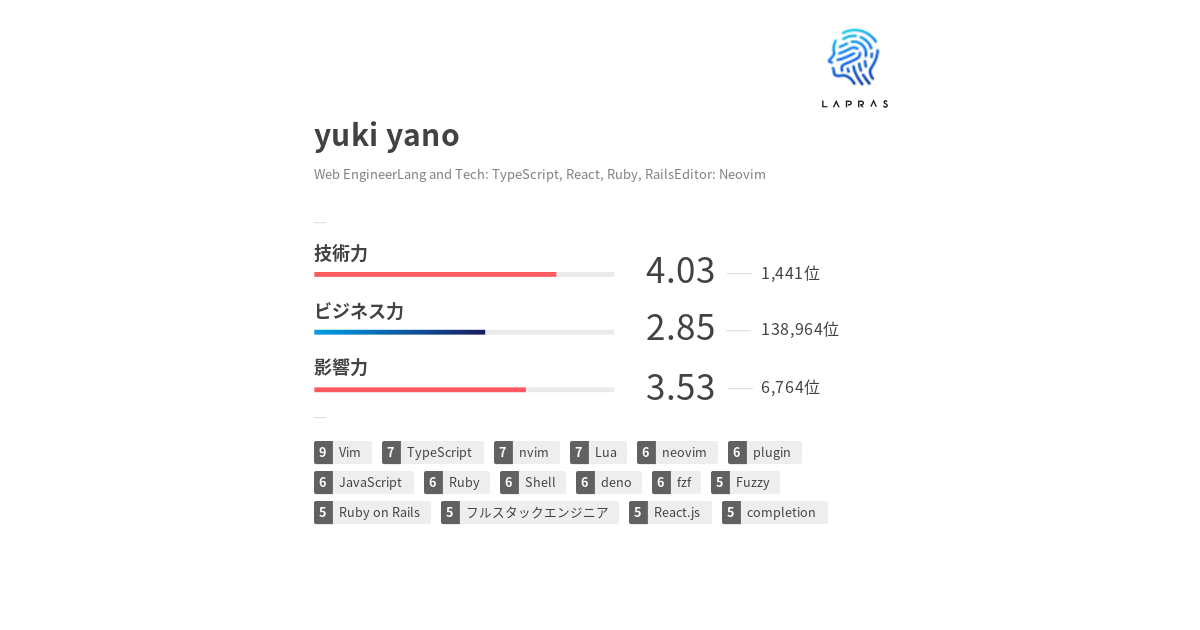 LAPRAS
yuki yano
Web EngineerLang and Tech: TypeScript, React, Ruby, RailsEditor: Neovim
技術力 4.03 1,441位
ビジネス力 2.85 138,964位
影響力 3.53 6,764位
9 Vim 7 TypeScript 7 nvim 7 Lua 6 neovim 6 plugin
6 JavaScript 6 Ruby 6 Shell 6 deno 6 fzf 5 Fuzzy
5 Ruby on Rails 5 フルスタックエンジニア 5 React.js 5 completion